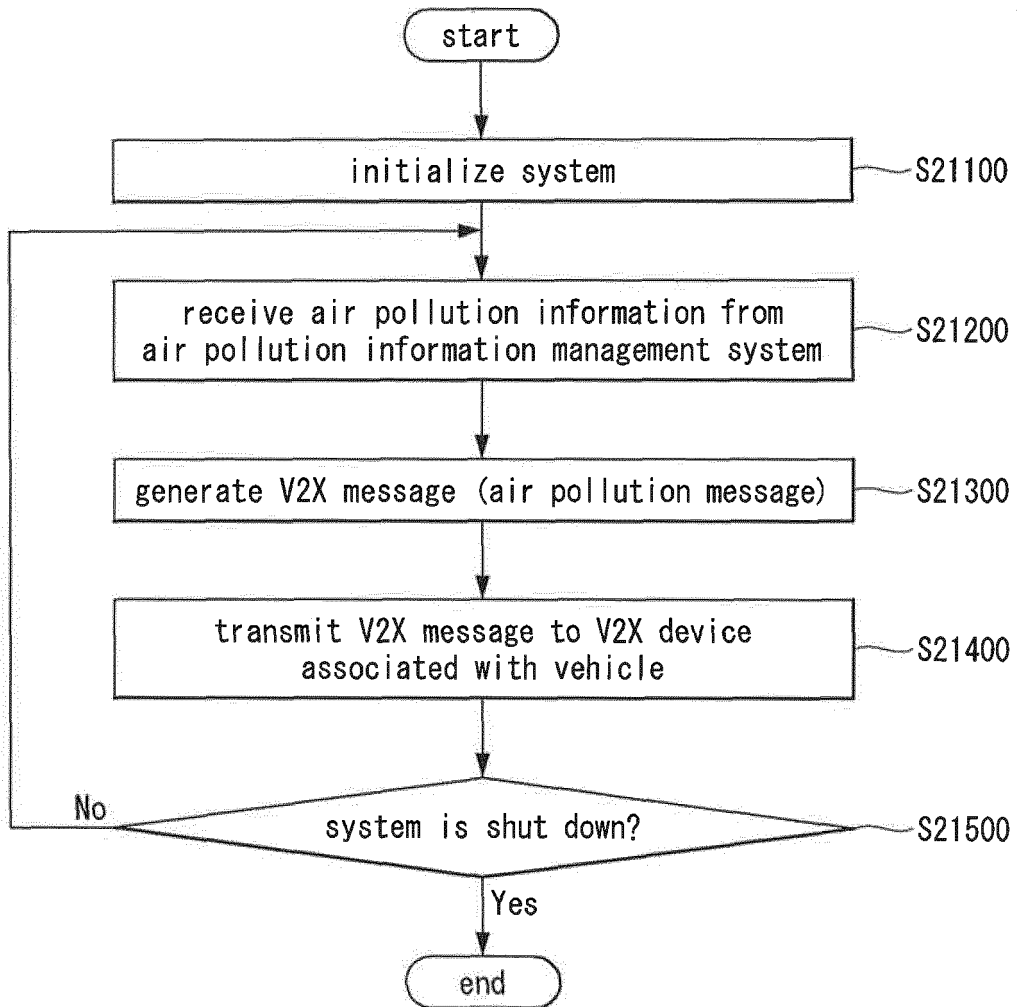 start
initialize system
S21100
receive air pollution information from
air pollution information management system
S21200
generate V2X message (air pollution message)
S21300
transmit V2X message to V2X device
associated with vehicle
S21400
No
system is shut down?
S21500
Yes
end